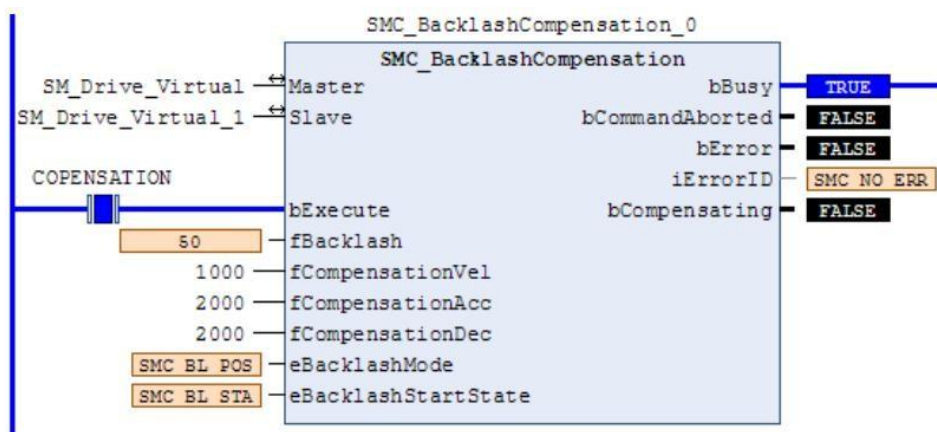 SMC_BacklashCompensation_0
SMC_BacklashCompensation
SM_Drive_Virtual Master bBusy TRUE
SM_Drive_Virtual_1 Slave bCommandAborted FALSE
bError FALSE
COPENSATION iErrorID SMC NO ERR
bExecute bCompensating FALSE
50 fBacklash
1000 fCompensationVel
2000 fCompensationAcc
2000 fCompensationDec
SMC BL POS eBacklashMode
SMC BL STA eBacklashStartState